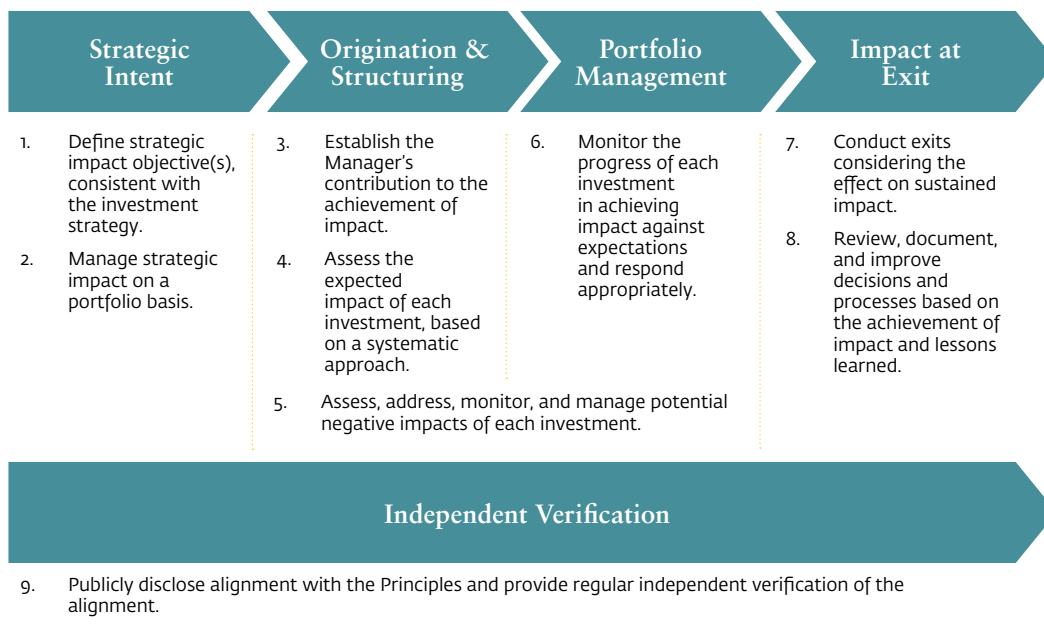 Strategic
Intent
Origination &
Structuring
Portfolio
Management
Impact at
Exit
1. Define strategic
impact objective(s),
consistent with
the investment
strategy.
2. Manage strategic
impact on a
portfolio basis.
3. Establish the
Manager's
contribution to the
achievement of
impact.
4. Assess the
expected
impact of each
investment, based
on a systematic
approach.
6. Monitor the
progress of each
investment
in achieving
impact against
expectations
and respond
appropriately.
5. Assess, address, monitor, and manage potential
negative impacts of each investment.
7. Conduct exits
considering the
effect on sustained
impact.
8. Review, document,
and improve
decisions and
processes based on
the achievement of
impact and lessons
learned.
Independent Verification
9. Publicly disclose alignment with the Principles and provide regular independent verification of the
alignment.